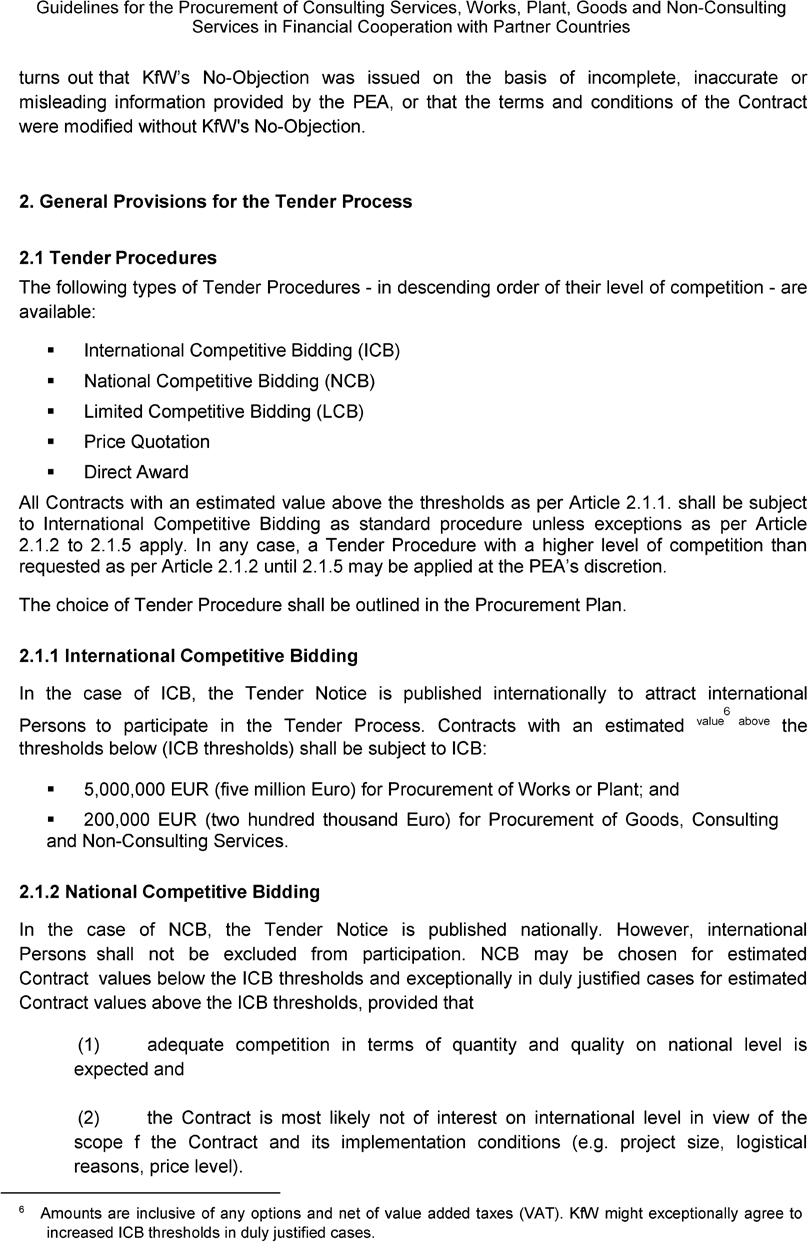 Guidelines for the Procurement of Consulting Services, Works, Plant, Goods and Non-Consulting
Services in Financial Cooperation with Partner Countries
turns out that KfW's No-Objection was issued on the basis of incomplete, inaccurate or
misleading information provided by the PEA, or that the terms and conditions of the Contract
were modified without KfW's No-Objection.
2. General Provisions for the Tender Process
2.1 Tender Procedures
The following types of Tender Procedures - in descending order of their level of competition - are
available:
▪ International Competitive Bidding (ICB)
▪ National Competitive Bidding (NCB)
▪ Limited Competitive Bidding (LCB)
▪ Price Quotation
▪ Direct Award
All Contracts with an estimated value above the thresholds as per Article 2.1.1. shall be subject
to International Competitive Bidding as standard procedure unless exceptions as per Article
2.1.2 to 2.1.5 apply. In any case, a Tender Procedure with a higher level of competition than
requested as per Article 2.1.2 until 2.1.5 may be applied at the PEA's discretion.
The choice of Tender Procedure shall be outlined in the Procurement Plan.
2.1.1 International Competitive Bidding
In the case of ICB, the Tender Notice is published internationally to attract international
Persons to participate in the Tender Process. Contracts with an estimated value6 above the
thresholds below (ICB thresholds) shall be subject to ICB:
▪ 5,000,000 EUR (five million Euro) for Procurement of Works or Plant; and
▪ 200,000 EUR (two hundred thousand Euro) for Procurement of Goods, Consulting
and Non-Consulting Services.
2.1.2 National Competitive Bidding
In the case of NCB, the Tender Notice is published nationally. However, international
Persons shall not be excluded from participation. NCB may be chosen for estimated
Contract values below the ICB thresholds and exceptionally in duly justified cases for estimated
Contract values above the ICB thresholds, provided that
(1) adequate competition in terms of quantity and quality on national level is
expected and
(2) the Contract is most likely not of interest on international level in view of the
scope f the Contract and its implementation conditions (e.g. project size, logistical
reasons, price level).
6 Amounts are inclusive of any options and net of value added taxes (VAT). KfW might exceptionally agree to
increased ICB thresholds in duly justified cases.